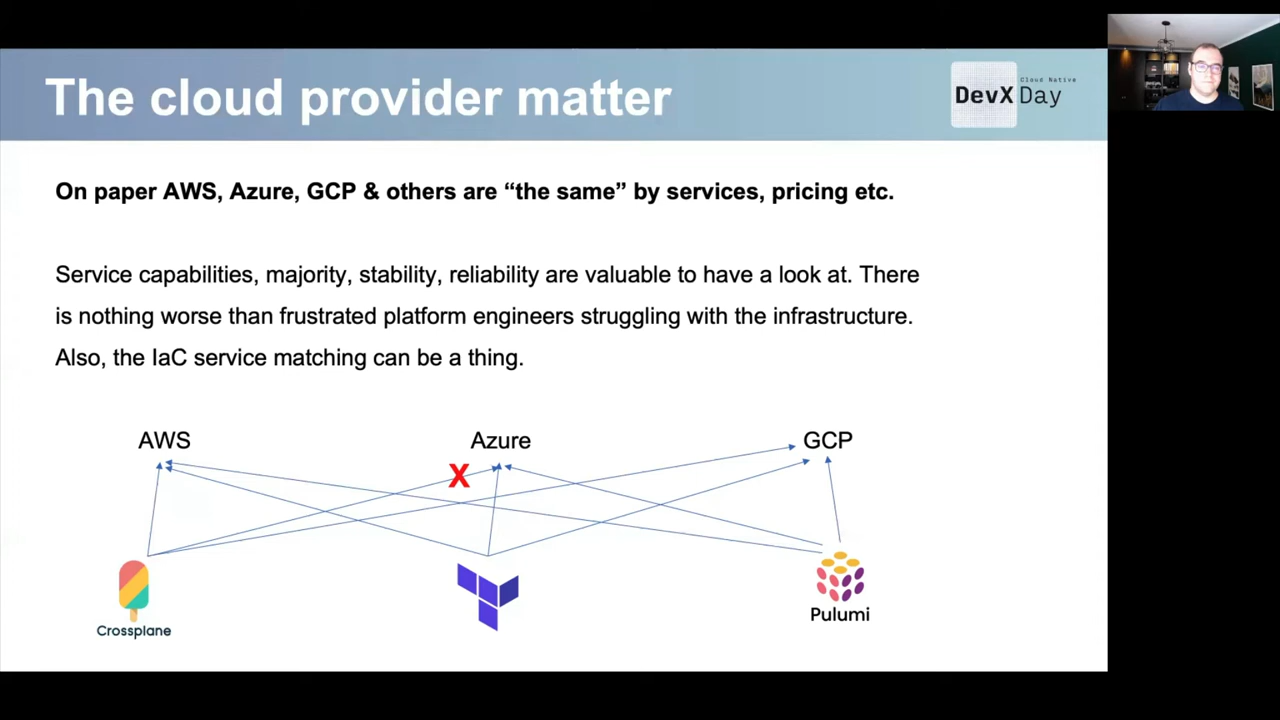 The cloud provider matter
Cloud Native
DevX Day
On paper AWS, Azure, GCP & others are “the same” by services, pricing etc.
Service capabilities, majority, stability, reliability are valuable to have a look at. There
is nothing worse than frustrated platform engineers struggling with the infrastructure.
Also, the IaC service matching can be a thing.
AWS
Azure
GCP
X
Crossplane
Pulumi